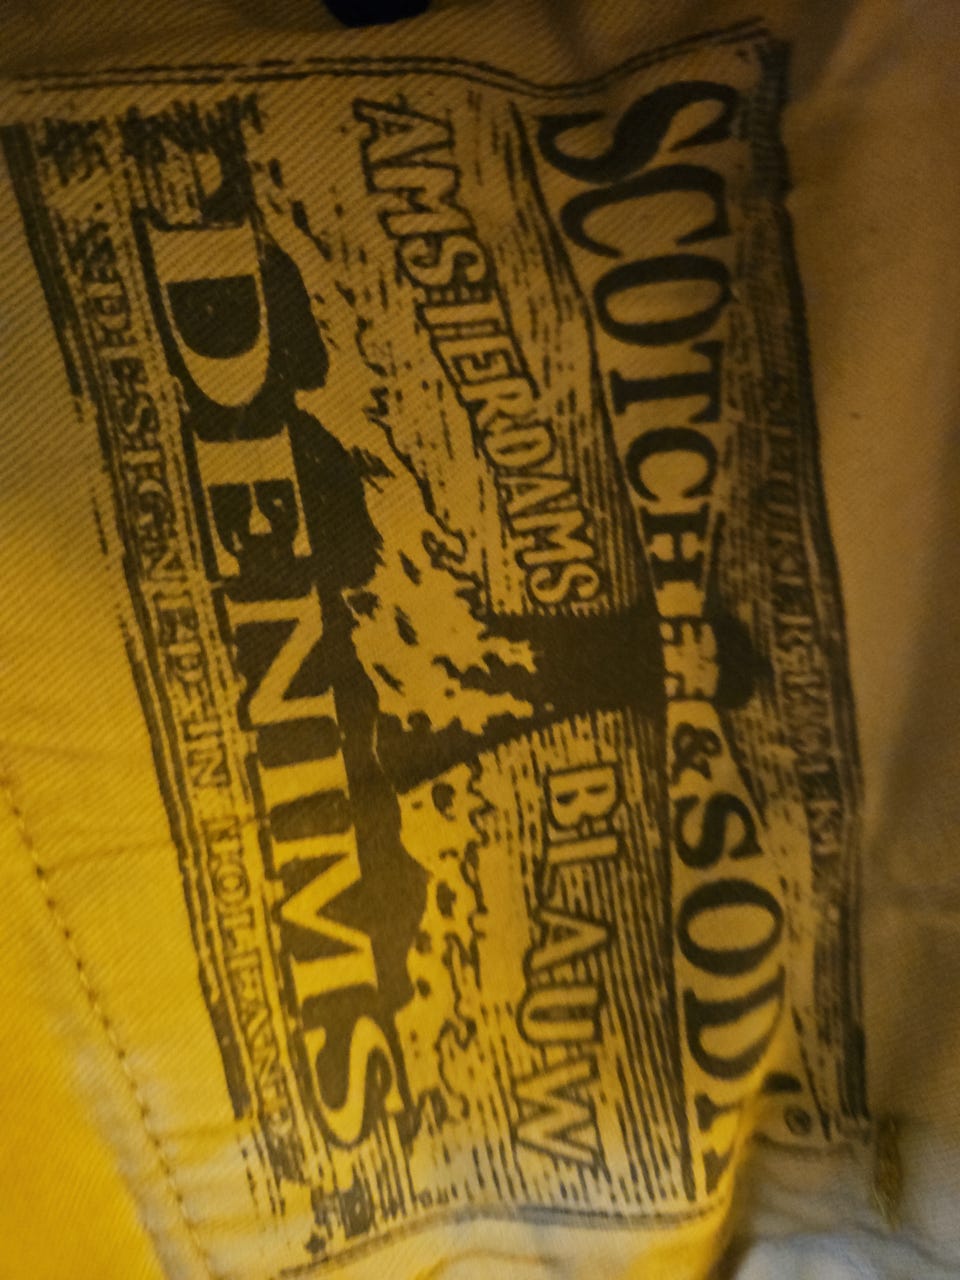 SCOTCH & SODA
AMSTERDAMS BLAUW
DENIMS
DESIGNED IN HOLLAND